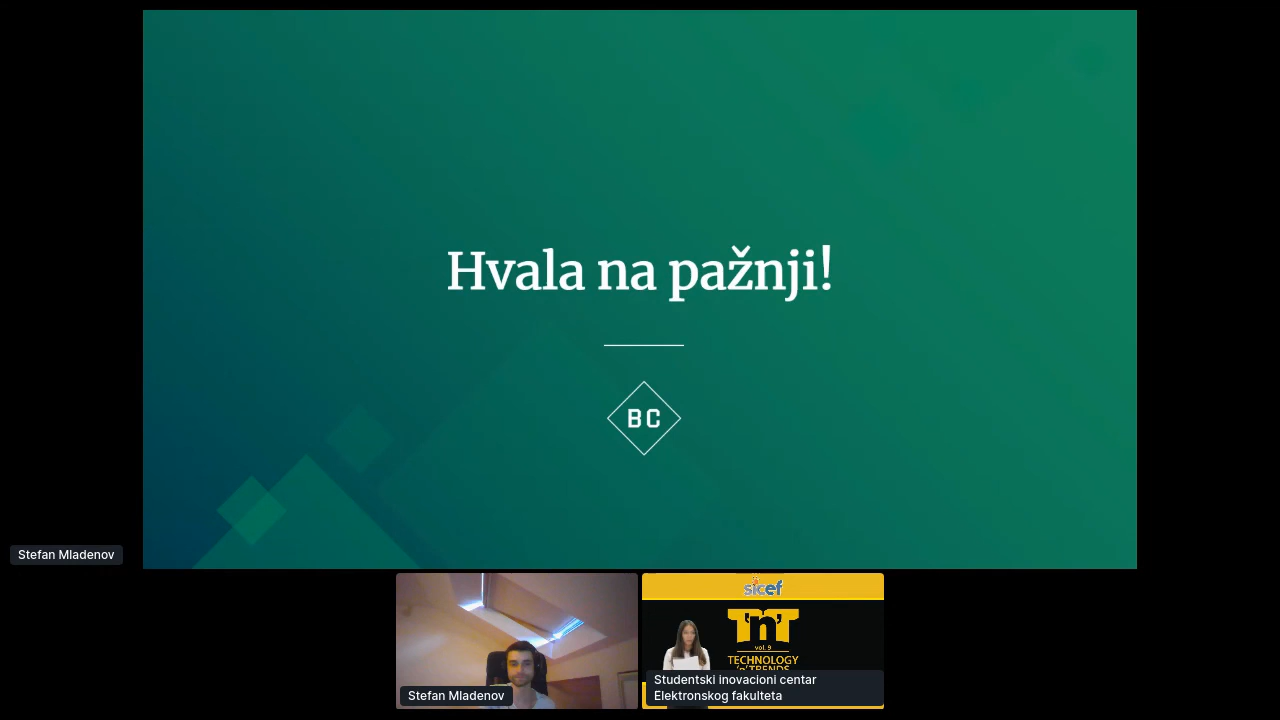 Hvala na pažnji!
BC
Stefan Mladenov
Stefan Mladenov
sicef
T'n'T
vol. 9
TECHNOLOGY
'n'TRENDS
Studentski inovacioni centar
Elektronskog fakulteta